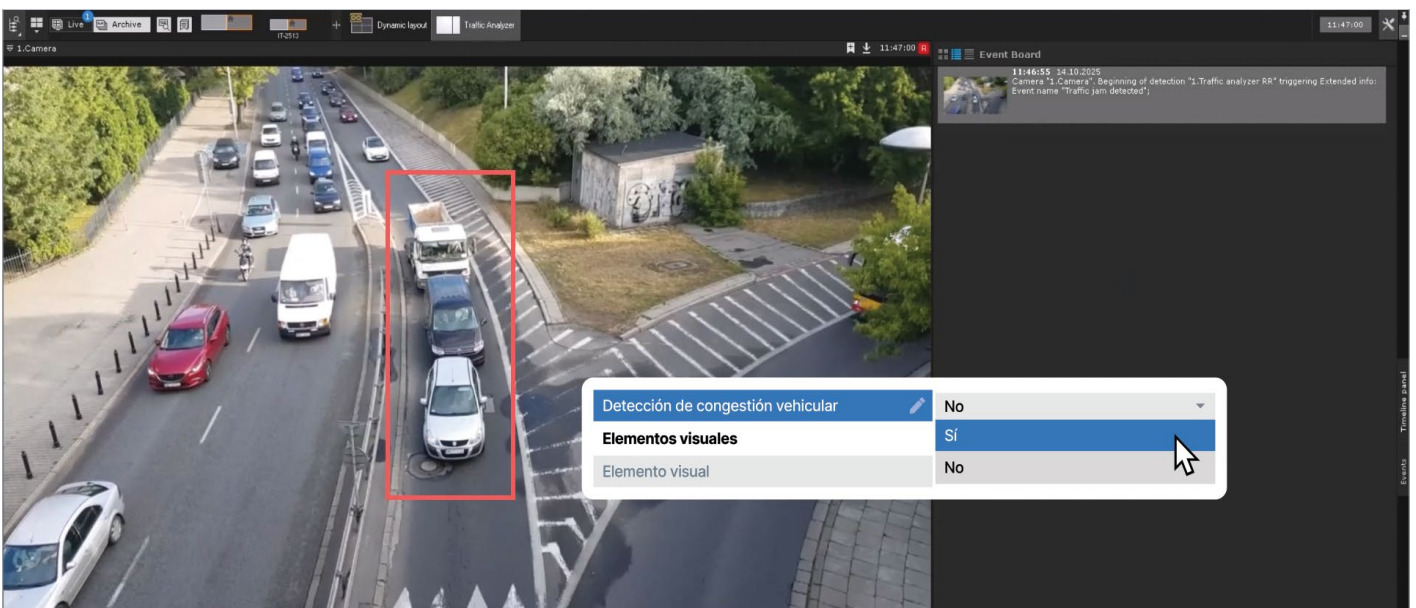 1
Live
Archive
IT-2513
+
Dynamic layout
Traffic Analyzer
11:47:00
1.Camera
11:47:00 R
Event Board
11:46:55 14.10.2025
Camera "1.Camera". Beginning of detection "1.Traffic analyzer RR" triggering Extended info:
Event name "Traffic jam detected";
Detección de congestión vehicular
No
Elementos visuales
Sí
Elemento visual
No
Timeline panel
Events